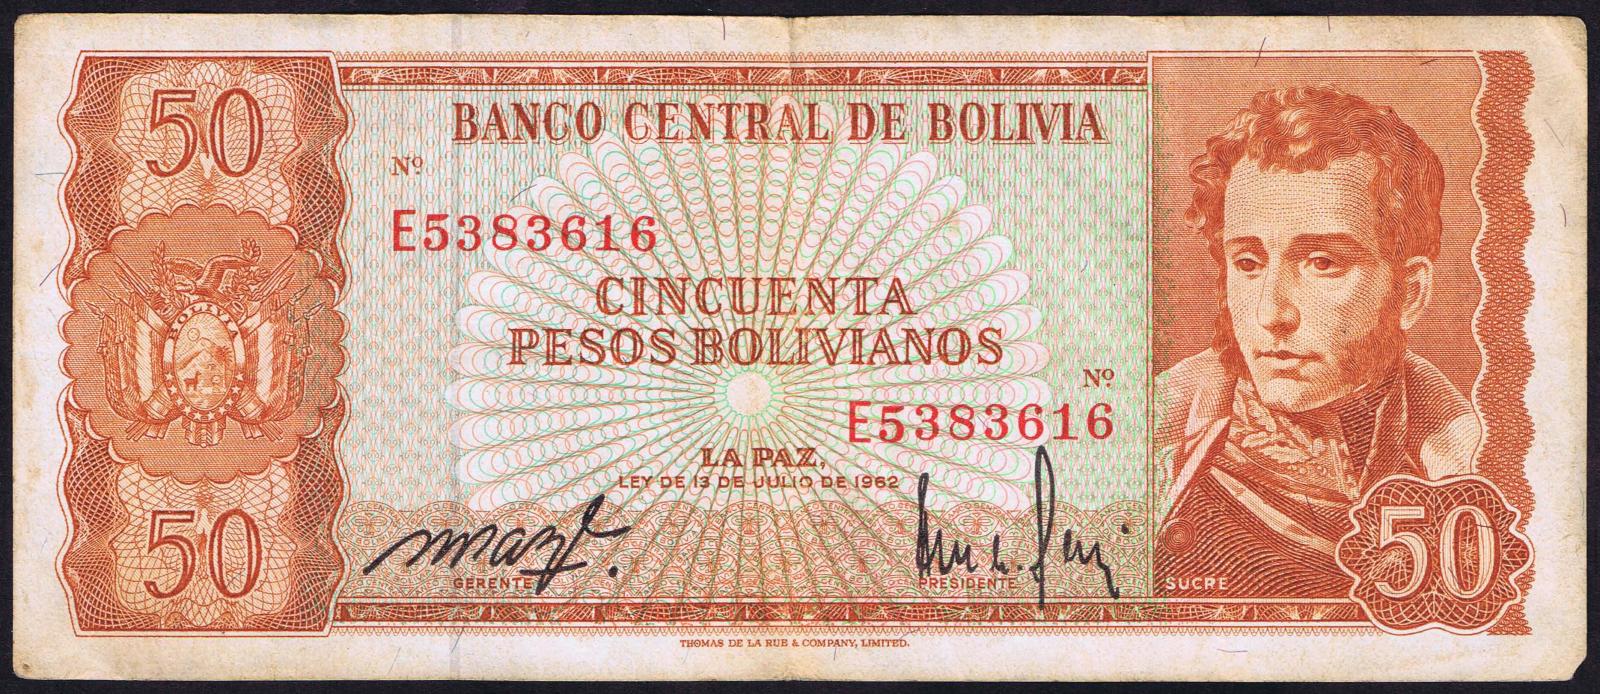 50
BANCO CENTRAL DE BOLIVIA
Nº
E5383616
CINCUENTA
PESOS BOLIVIANOS
BOLIVIA
Nº
E5383616
LA PAZ,
LEY DE 13 DE JULIO DE 1962
50
GERENTE
PRESIDENTE
SUCRE
50
THOMAS DE LA RUE & COMPANY, LIMITED.